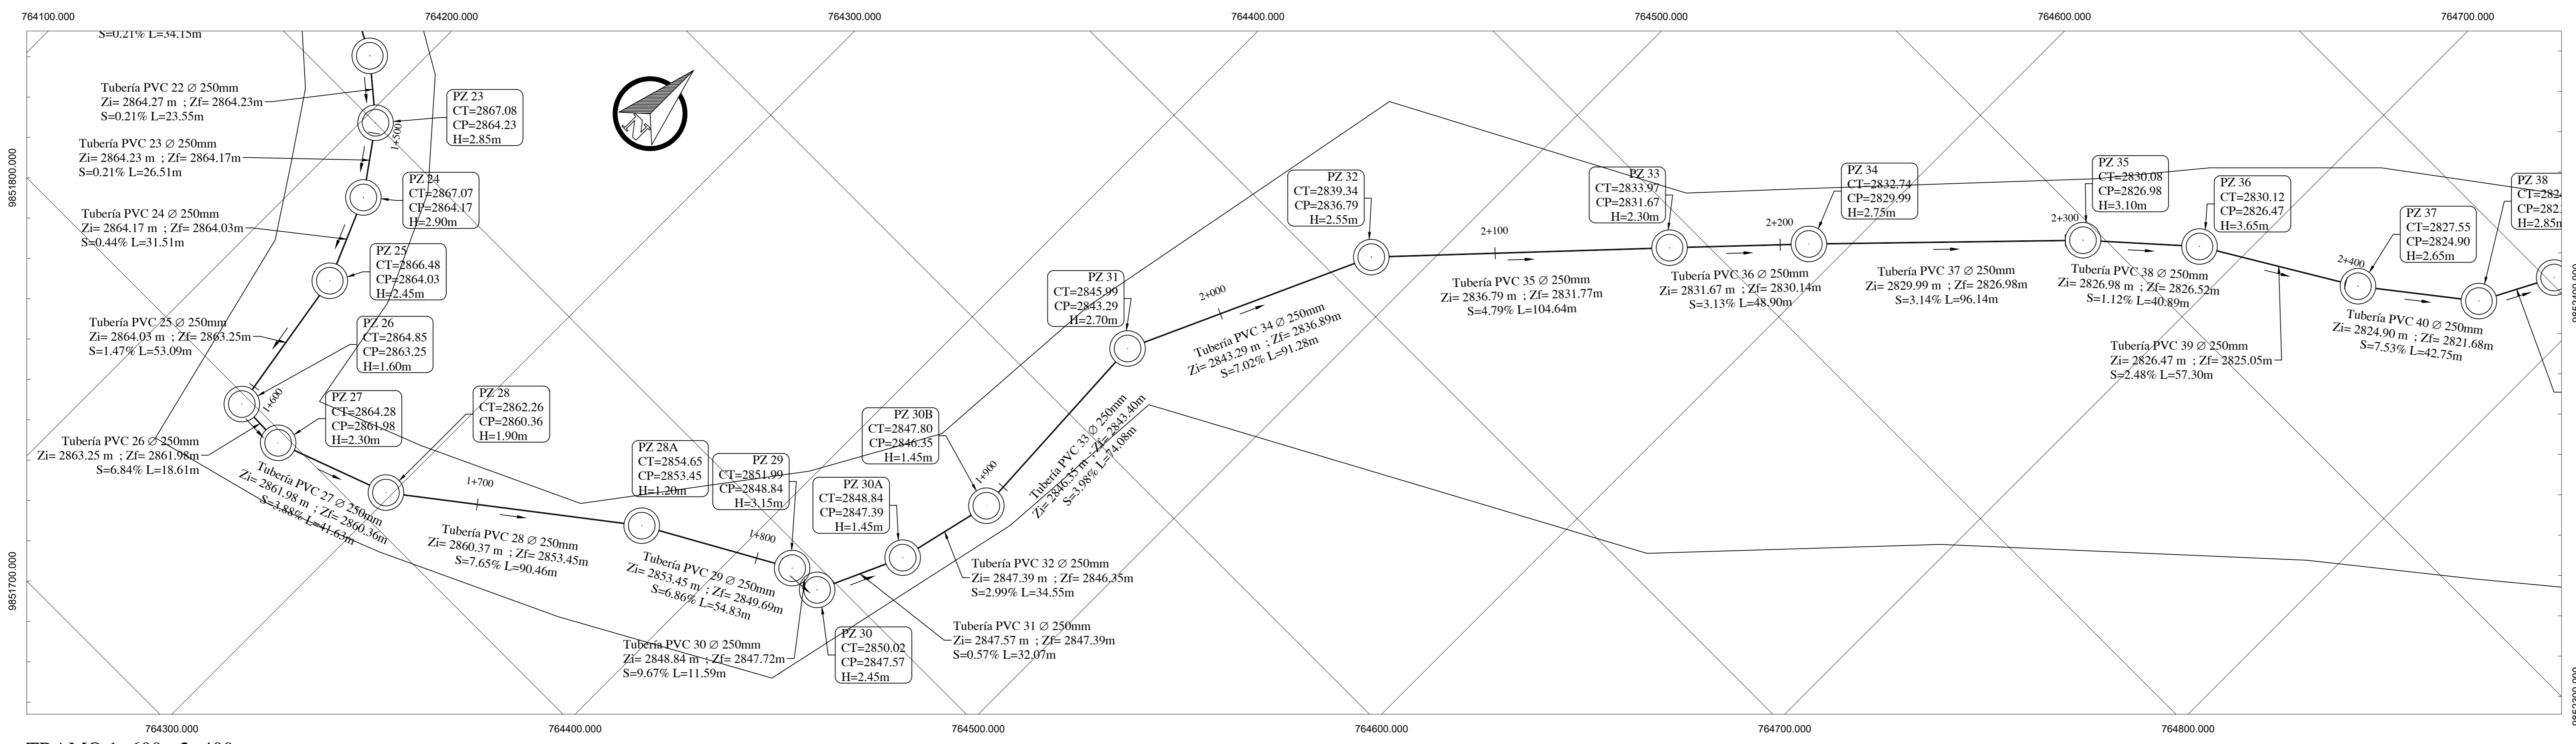 764100.000
764200.000
764300.000
764400.000
764500.000
764600.000
764700.000
S=0.21% L=34.15m
Tubería PVC 22 ∅ 250mm
Zi= 2864.27 m ; Zf= 2864.23m
S=0.21% L=23.55m
PZ 23
CT=2867.08
CP=2864.23
H=2.85m
1+500
Tubería PVC 23 ∅ 250mm
Zi= 2864.23 m ; Zf= 2864.17m
S=0.21% L=26.51m
PZ 24
CT=2867.07
CP=2864.17
H=2.90m
Tubería PVC 24 ∅ 250mm
Zi= 2864.17 m ; Zf= 2864.03m
S=0.44% L=31.51m
PZ 25
CT=2866.48
CP=2864.03
H=2.45m
Tubería PVC 25 ∅ 250mm
Zi= 2864.03 m ; Zf= 2863.25m
S=1.47% L=53.09m
PZ 26
CT=2864.85
CP=2863.25
H=1.60m
1+600
PZ 27
CT=2864.28
CP=2861.98
H=2.30m
Tubería PVC 26 ∅ 250mm
Zi= 2863.25 m ; Zf= 2861.98m
S=6.84% L=18.61m
Tubería PVC 27 ∅ 250mm
Zi= 2861.98 m ; Zf= 2860.36m
S=3.88% L=41.63m
PZ 28
CT=2862.26
CP=2860.36
H=1.90m
1+700
Tubería PVC 28 ∅ 250mm
Zi= 2860.37 m ; Zf= 2853.45m
S=7.65% L=90.46m
PZ 28A
CT=2854.65
CP=2853.45
H=1.20m
Tubería PVC 29 ∅ 250mm
Zi= 2853.45 m ; Zf= 2849.69m
S=6.86% L=54.83m
1+800
PZ 29
CT=2851.99
CP=2848.84
H=3.15m
Tubería PVC 30 ∅ 250mm
Zi= 2848.84 m ; Zf= 2847.72m
S=9.67% L=11.59m
PZ 30
CT=2850.02
CP=2847.57
H=2.45m
Tubería PVC 31 ∅ 250mm
Zi= 2847.57 m ; Zf= 2847.39m
S=0.57% L=32.07m
PZ 30A
CT=2848.84
CP=2847.39
H=1.45m
Tubería PVC 32 ∅ 250mm
Zi= 2847.39 m ; Zf= 2846.35m
S=2.99% L=34.55m
PZ 30B
CT=2847.80
CP=2846.35
H=1.45m
1+900
Tubería PVC 33 ∅ 250mm
Zi= 2846.35 m ; Zf= 2843.40m
S=3.98% L=74.08m
PZ 31
CT=2845.99
CP=2843.29
H=2.70m
2+000
Tubería PVC 34 ∅ 250mm
Zi= 2843.29 m ; Zf= 2836.89m
S=7.02% L=91.28m
PZ 32
CT=2839.34
CP=2836.79
H=2.55m
2+100
Tubería PVC 35 ∅ 250mm
Zi= 2836.79 m ; Zf= 2831.77m
S=4.79% L=104.64m
PZ 33
CT=2833.97
CP=2831.67
H=2.30m
2+200
Tubería PVC 36 ∅ 250mm
Zi= 2831.67 m ; Zf= 2830.14m
S=3.13% L=48.90m
PZ 34
CT=2832.74
CP=2829.99
H=2.75m
Tubería PVC 37 ∅ 250mm
Zi= 2829.99 m ; Zf= 2826.98m
S=3.14% L=96.14m
2+300
PZ 35
CT=2830.08
CP=2826.98
H=3.10m
Tubería PVC 38 ∅ 250mm
Zi= 2826.98 m ; Zf= 2826.52m
S=1.12% L=40.89m
PZ 36
CT=2830.12
CP=2826.47
H=3.65m
Tubería PVC 39 ∅ 250mm
Zi= 2826.47 m ; Zf= 2825.05m
S=2.48% L=57.30m
2+400
PZ 37
CT=2827.55
CP=2824.90
H=2.65m
Tubería PVC 40 ∅ 250mm
Zi= 2824.90 m ; Zf= 2821.68m
S=7.53% L=42.75m
PZ 38
H=2.85m
N
9851800.000
9851700.000
764300.000
764400.000
764500.000
764600.000
764700.000
764800.000